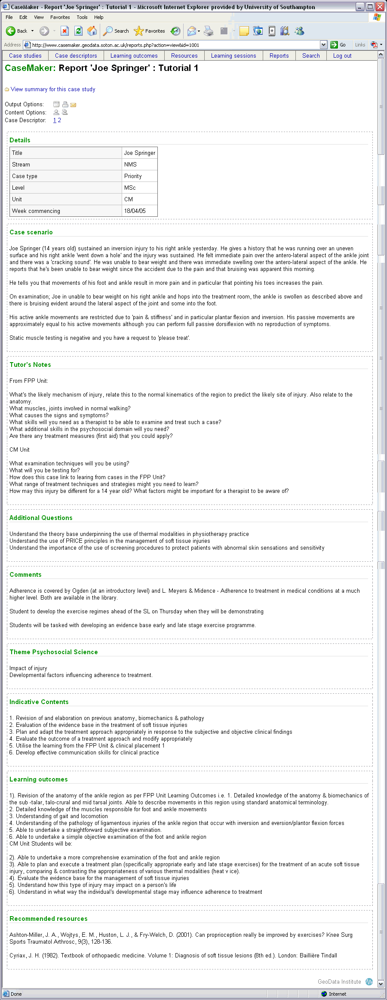 CaseMaker - Report 'Joe Springer' : Tutorial 1 - Microsoft Internet Explorer provided by University of Southampton
File Edit View Favorites Tools Help
Back Search Favorites
Address http://www.casemaker.geodata.soton.ac.uk/reports.php?action=view&id=1001 Go Links
Case studies Case descriptors Learning outcomes Resources Learning sessions Reports Search Log out
CaseMaker: Report 'Joe Springer' : Tutorial 1
View summary for this case study
Output Options:
Content Options:
Case Descriptor: 1 2
Details
Title Joe Springer
Stream NMS
Case type Priority
Level MSc
Unit CM
Week commencing 18/04/05
Case scenario
Joe Springer (14 years old) sustained an inversion injury to his right ankle yesterday. He gives a history that he was running over an uneven
surface and his right ankle 'went down a hole' and the injury was sustained. He felt immediate pain over the antero-lateral aspect of the ankle joint
and there was a 'cracking sound'. He was unable to bear weight and there was immediate swelling over the antero-lateral aspect of the ankle. He
reports that he's been unable to bear weight since the accident due to the pain and that bruising was apparent this morning.
He tells you that movements of his foot and ankle result in more pain and in particular that pointing his toes increases the pain.
On examination; Joe in unable to bear weight on his right ankle and hops into the treatment room, the ankle is swollen as described above and
there is bruising evident around the lateral aspect of the joint and some into the foot.
His active ankle movements are restricted due to 'pain & stiffness' and in particular plantar flexion and inversion. His passive movements are
approximately equal to his active movements although you can perform full passive dorsiflexion with no reproduction of symptoms.
Static muscle testing is negative and you have a request to 'please treat'.
Tutor's Notes
From FPP Unit:
What's the likely mechanism of injury, relate this to the normal kinematics of the region to predict the likely site of injury. Also relate to the
anatomy.
What muscles, joints involved in normal walking?
What causes the signs and symptoms?
What skills will you need as a therapist to be able to examine and treat such a case?
What additional skills in the psychosocial domain will you need?
Are there any treatment measures (first aid) that you could apply?
CM Unit
What examination techniques will you be using?
What will you be testing for?
How does this case link to learing from cases in the FPP Unit?
What range of treatment techniques and strategies might you need to learn?
How may this injury be different for a 14 year old? What factors might be important for a therapist to be aware of?
Additional Questions
Understand the theory base underpinning the use of thermal modalities in physiotherapy practice
Understand the use of PRICE principles in the management of soft tissue injuries
Understand the importance of the use of screening procedures to protect patients with abnormal skin sensations and sensitivity
Comments
Adherence is covered by Ogden (at an introductory level) and L. Meyers & Midence - Adherence to treatment in medical conditions at a much
higher level. Both are available in the library.
Student to develop the exercise regimes ahead of the SL on Thursday when they will be demonstrating
Students will be tasked with developing an evidence base early and late stage exercise programme.
Theme Psychosocial Science
Impact of injury
Developmental factors influencing adherence to treatment.
Indicative Contents
1. Revision of and elaboration on previous anatomy, biomechanics & pathology
2. Evaluation of the evidence base in the treatment of soft tissue injuries
3. Plan and adapt the treatment approach appropriately in response to the subjective and objective clinical findings
4. Evaluate the outcome of a treatment approach and modify appropriately
5. Utilise the learning from the FPP Unit & clinical placement 1
6. Develop effective communication skills for clinical practice
Learning outcomes
1). Revision of the anatomy of the ankle region as per FPP Unit Learning Outcomes i.e. 1. Detailed knowledge of the anatomy & biomechanics of
the sub -talar, talo-crural and mid tarsal joints. Able to describe movements in this region using standard anatomical terminology.
2. Detailed knowledge of the muscles responsible for foot and ankle movements
3. Understanding of gait and locomotion
4. Understanding of the pathology of ligamentous injuries of the ankle region that occur with inversion and eversion/plantor flexion forces
5. Able to undertake a straightforward subjective examination.
6. Able to undertake a simple objective examination of the foot and ankle region
CM Unit Students will be:
2). Able to undertake a more comprehensive examination of the foot and ankle region
3). Able to plan and execute a treatment plan (specifically appropriate early and late stage exercises) for the treatment of an acute soft tissue
injury, comparing & contrasting the appropriateness of various thermal modalities (heat v ice).
4). Evaluate the evidence base for the management of soft tissue injuries
5). Understand how this type of injury may impact on a person's life
6). Understand in what way the individual's developmental stage may influence adherence to treatment
Recommended resources
Ashton-Miller, J. A., Wojtys, E. M., Huston, L. J., & Fry-Welch, D. (2001). Can proprioception really be improved by exercises? Knee Surg
Sports Traumatol Arthrosc, 9(3), 128-136.
Cyriax, J. H. (1982). Textbook of orthopaedic medicine. Volume 1: Diagnosis of soft tissue lesions (8th ed.). London: Baillière Tindall
GeoData Institute
Done Internet